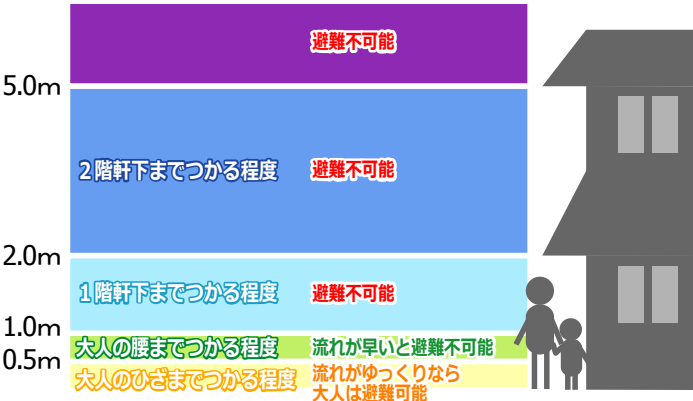 避難不可能
5.0m
2階軒下までつかる程度 避難不可能
2.0m
1階軒下までつかる程度 避難不可能
1.0m
大人の腰までつかる程度 流れが早いと避難不可能
0.5m
大人のひざまでつかる程度 流れがゆっくりなら
大人は避難可能